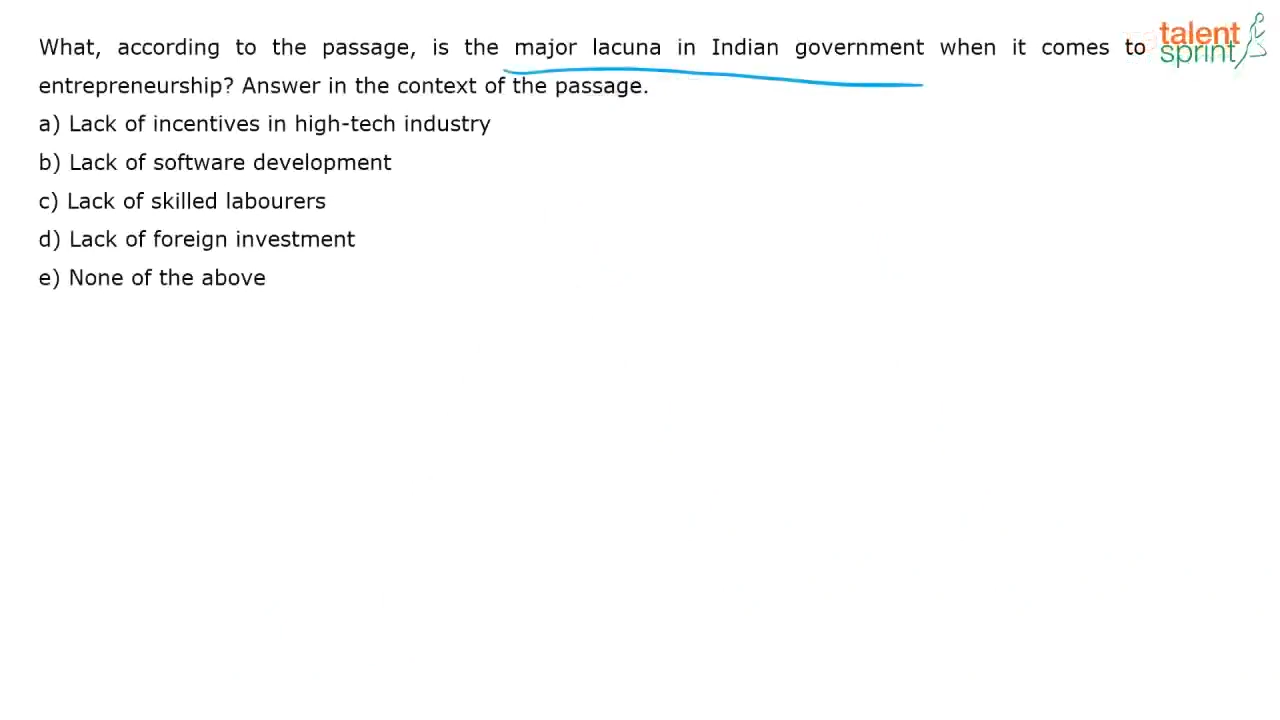 What, according to the passage, is the major lacuna in Indian government when it comes to
entrepreneurship? Answer in the context of the passage.
a) Lack of incentives in high-tech industry
b) Lack of software development
c) Lack of skilled labourers
d) Lack of foreign investment
e) None of the above
talent
sprint